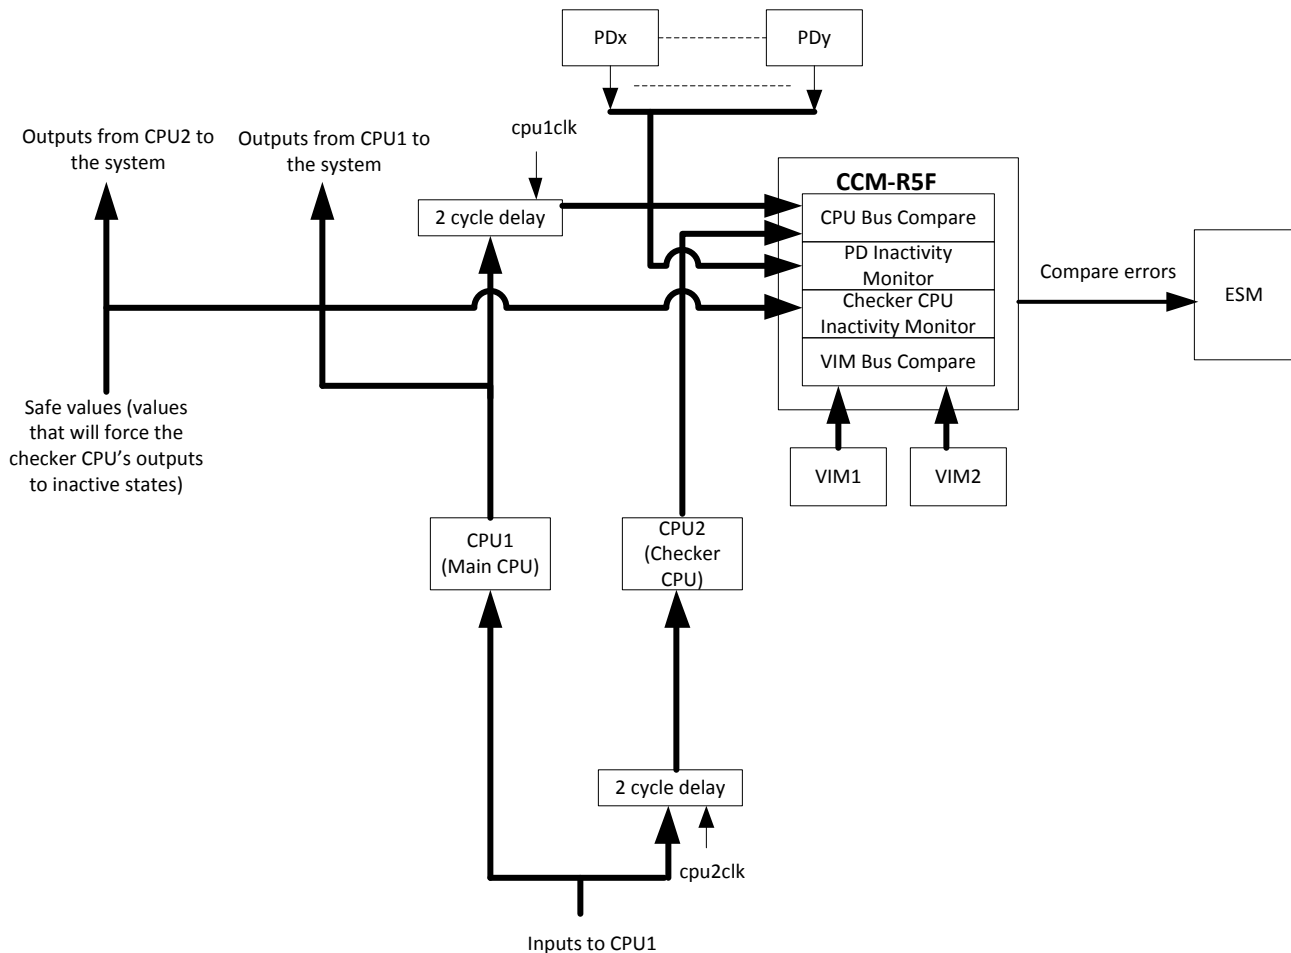 PDx
PDy
cpu1clk
Outputs from CPU2 to
the system
Outputs from CPU1 to
the system
2 cycle delay
CCM-R5F
CPU Bus Compare
PD Inactivity
Monitor
Checker CPU
Inactivity Monitor
VIM Bus Compare
Compare errors
ESM
Safe values (values
that will force the
checker CPU's outputs
to inactive states)
VIM1
VIM2
CPU1
(Main CPU)
CPU2
(Checker
CPU)
2 cycle delay
cpu2clk
Inputs to CPU1